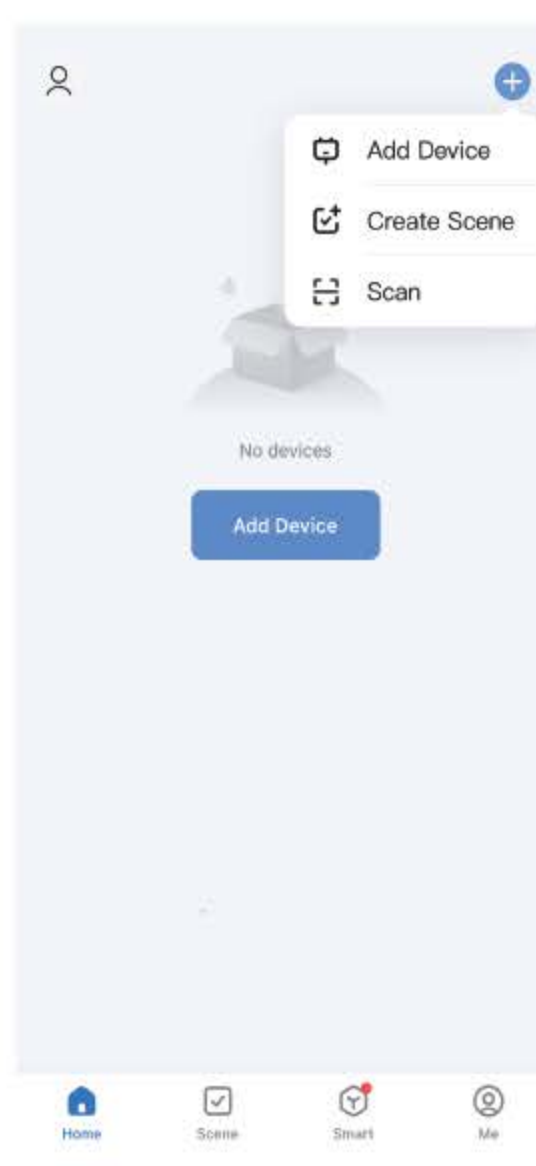 Add Device
Create Scene
Scan
No devices
Add Device
Home
Scene
Smart
Me